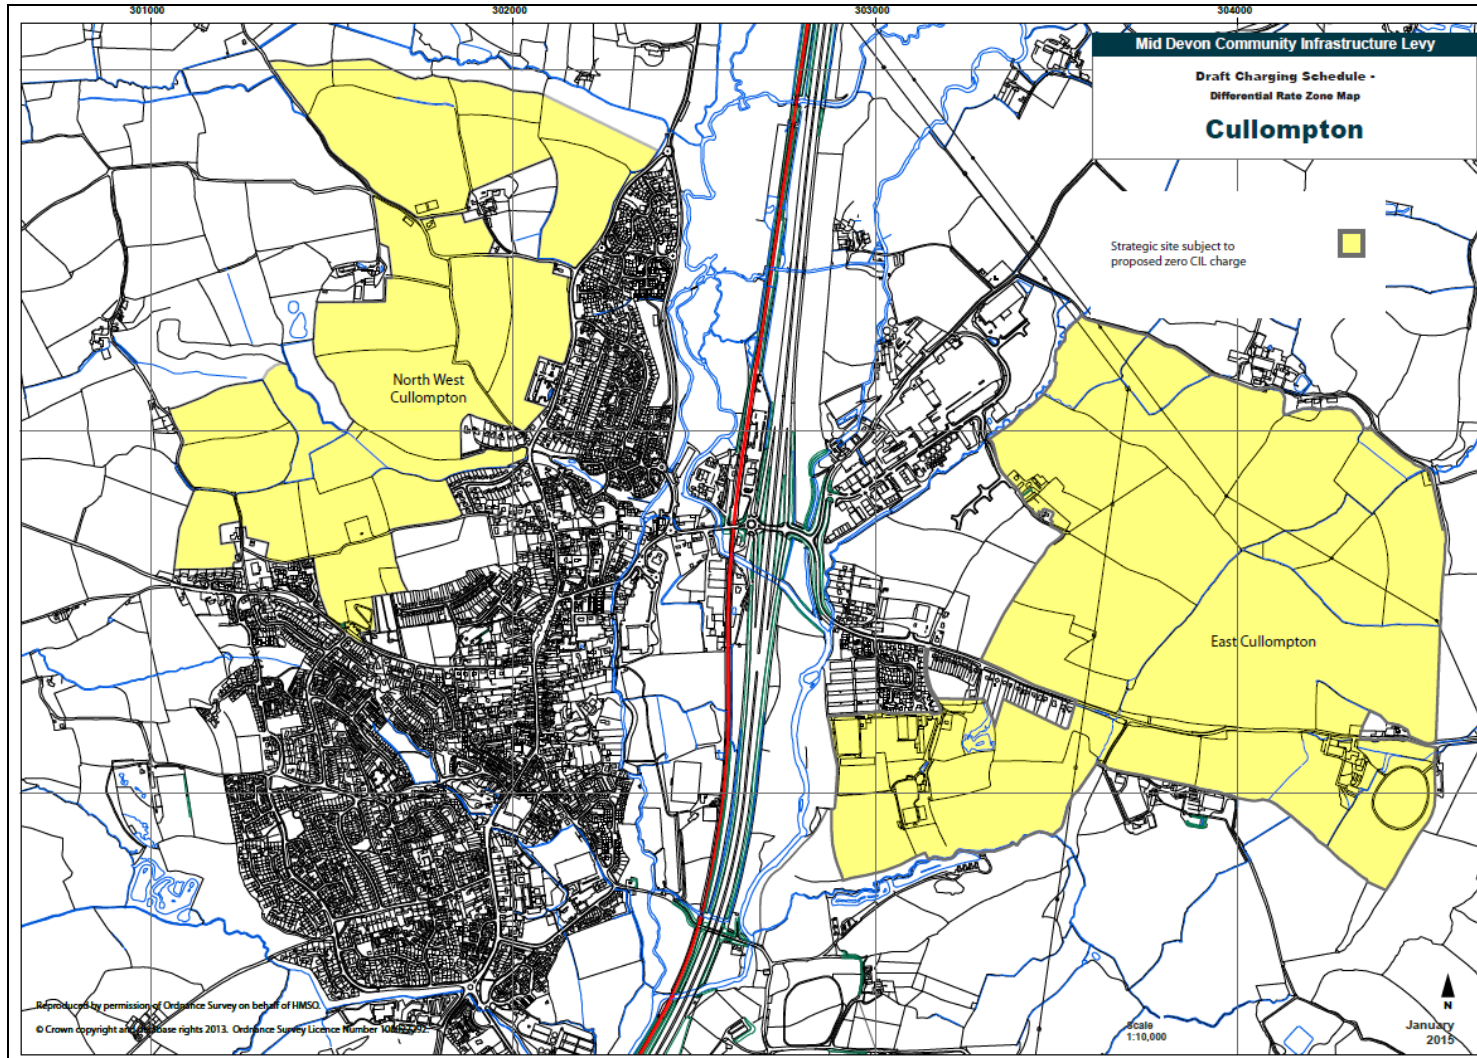 301000
302000
303000
304000
Mid Devon Community Infrastructure Levy
Draft Charging Schedule -
Differential Rate Zone Map
Cullompton
Strategic site subject to
proposed zero CIL charge
North West
Cullompton
East Cullompton
Reproduced by permission of Ordnance Survey on behalf of HMSO.
© Crown copyright and database rights 2013. Ordnance Survey Licence Number
Scale
1:10,000
N
January
2015